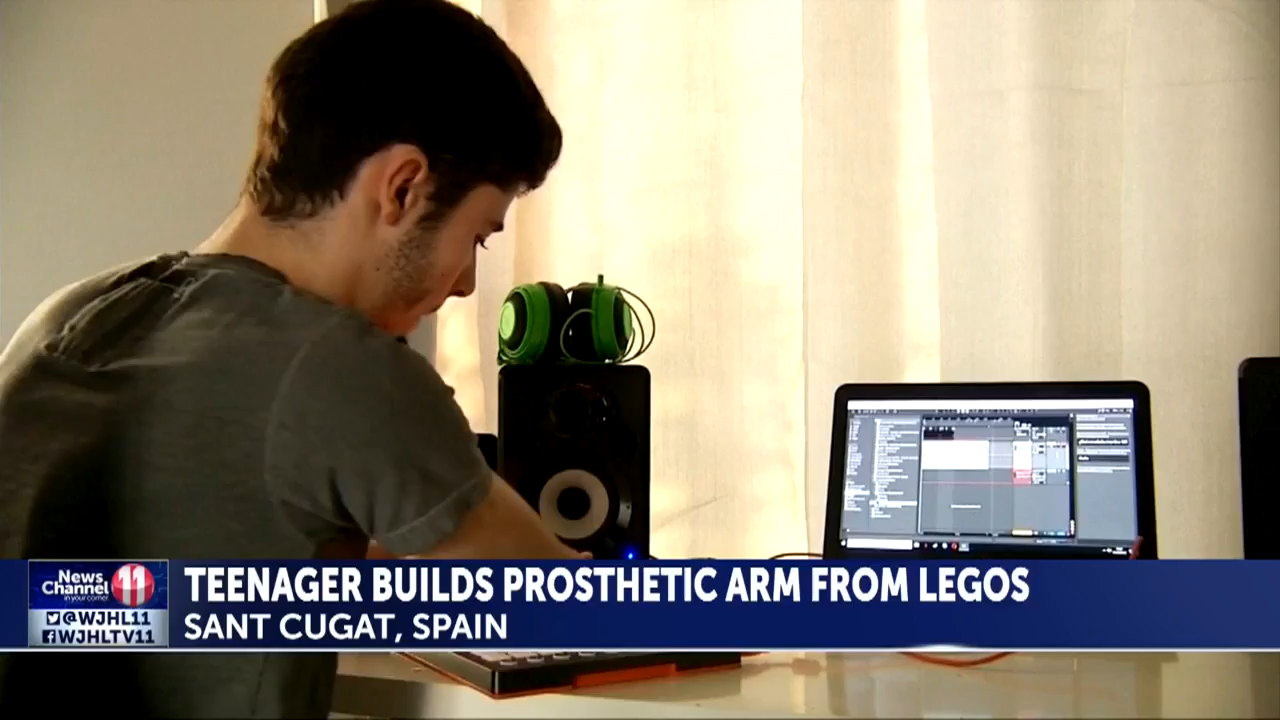 News
Channel
in your corner
11
@WJHL11
WJHLTV11
TEENAGER BUILDS PROSTHETIC ARM FROM LEGOS
SANT CUGAT, SPAIN